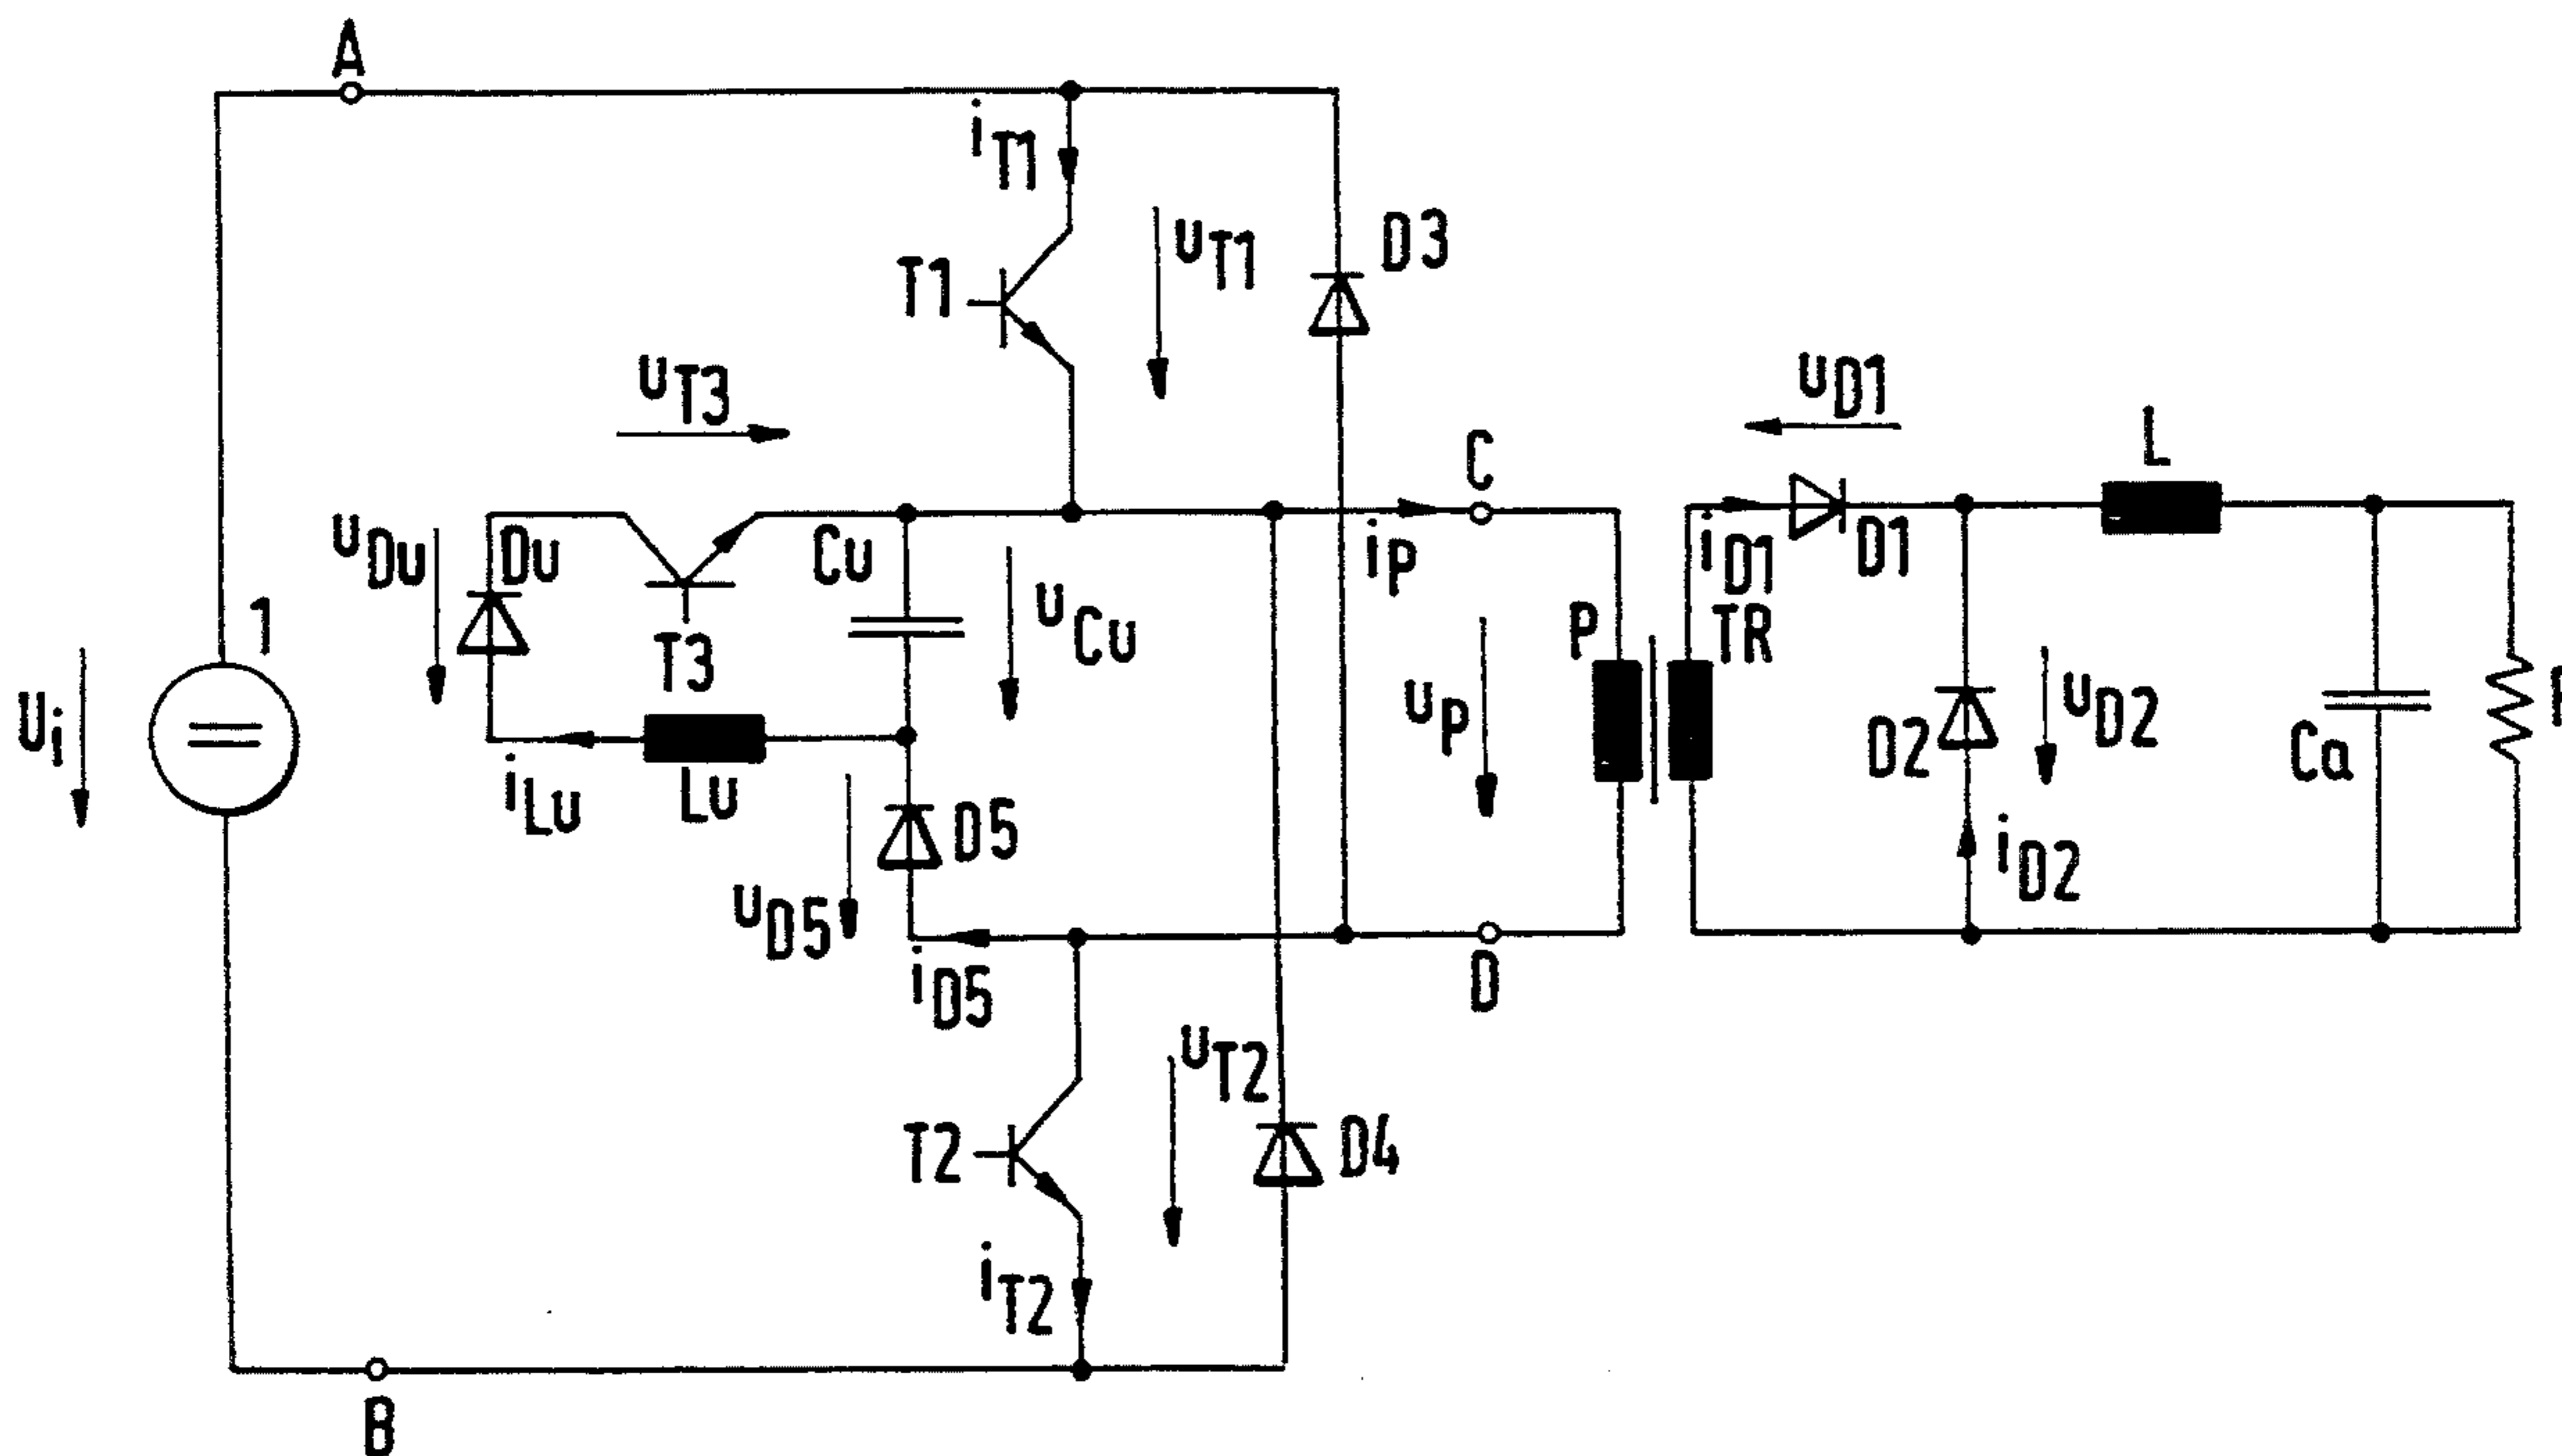 A
iT1
uT1
D3
T1
uT3
uD1
L
C
uDu
Du
Cu
iP
iD1
D1
1
T3
uCu
P
TR
Ui
uP
D2
uD2
Ca
iLu
Lu
D5
uD5
iD2
iD5
D
uT2
T2
D4
iT2
B